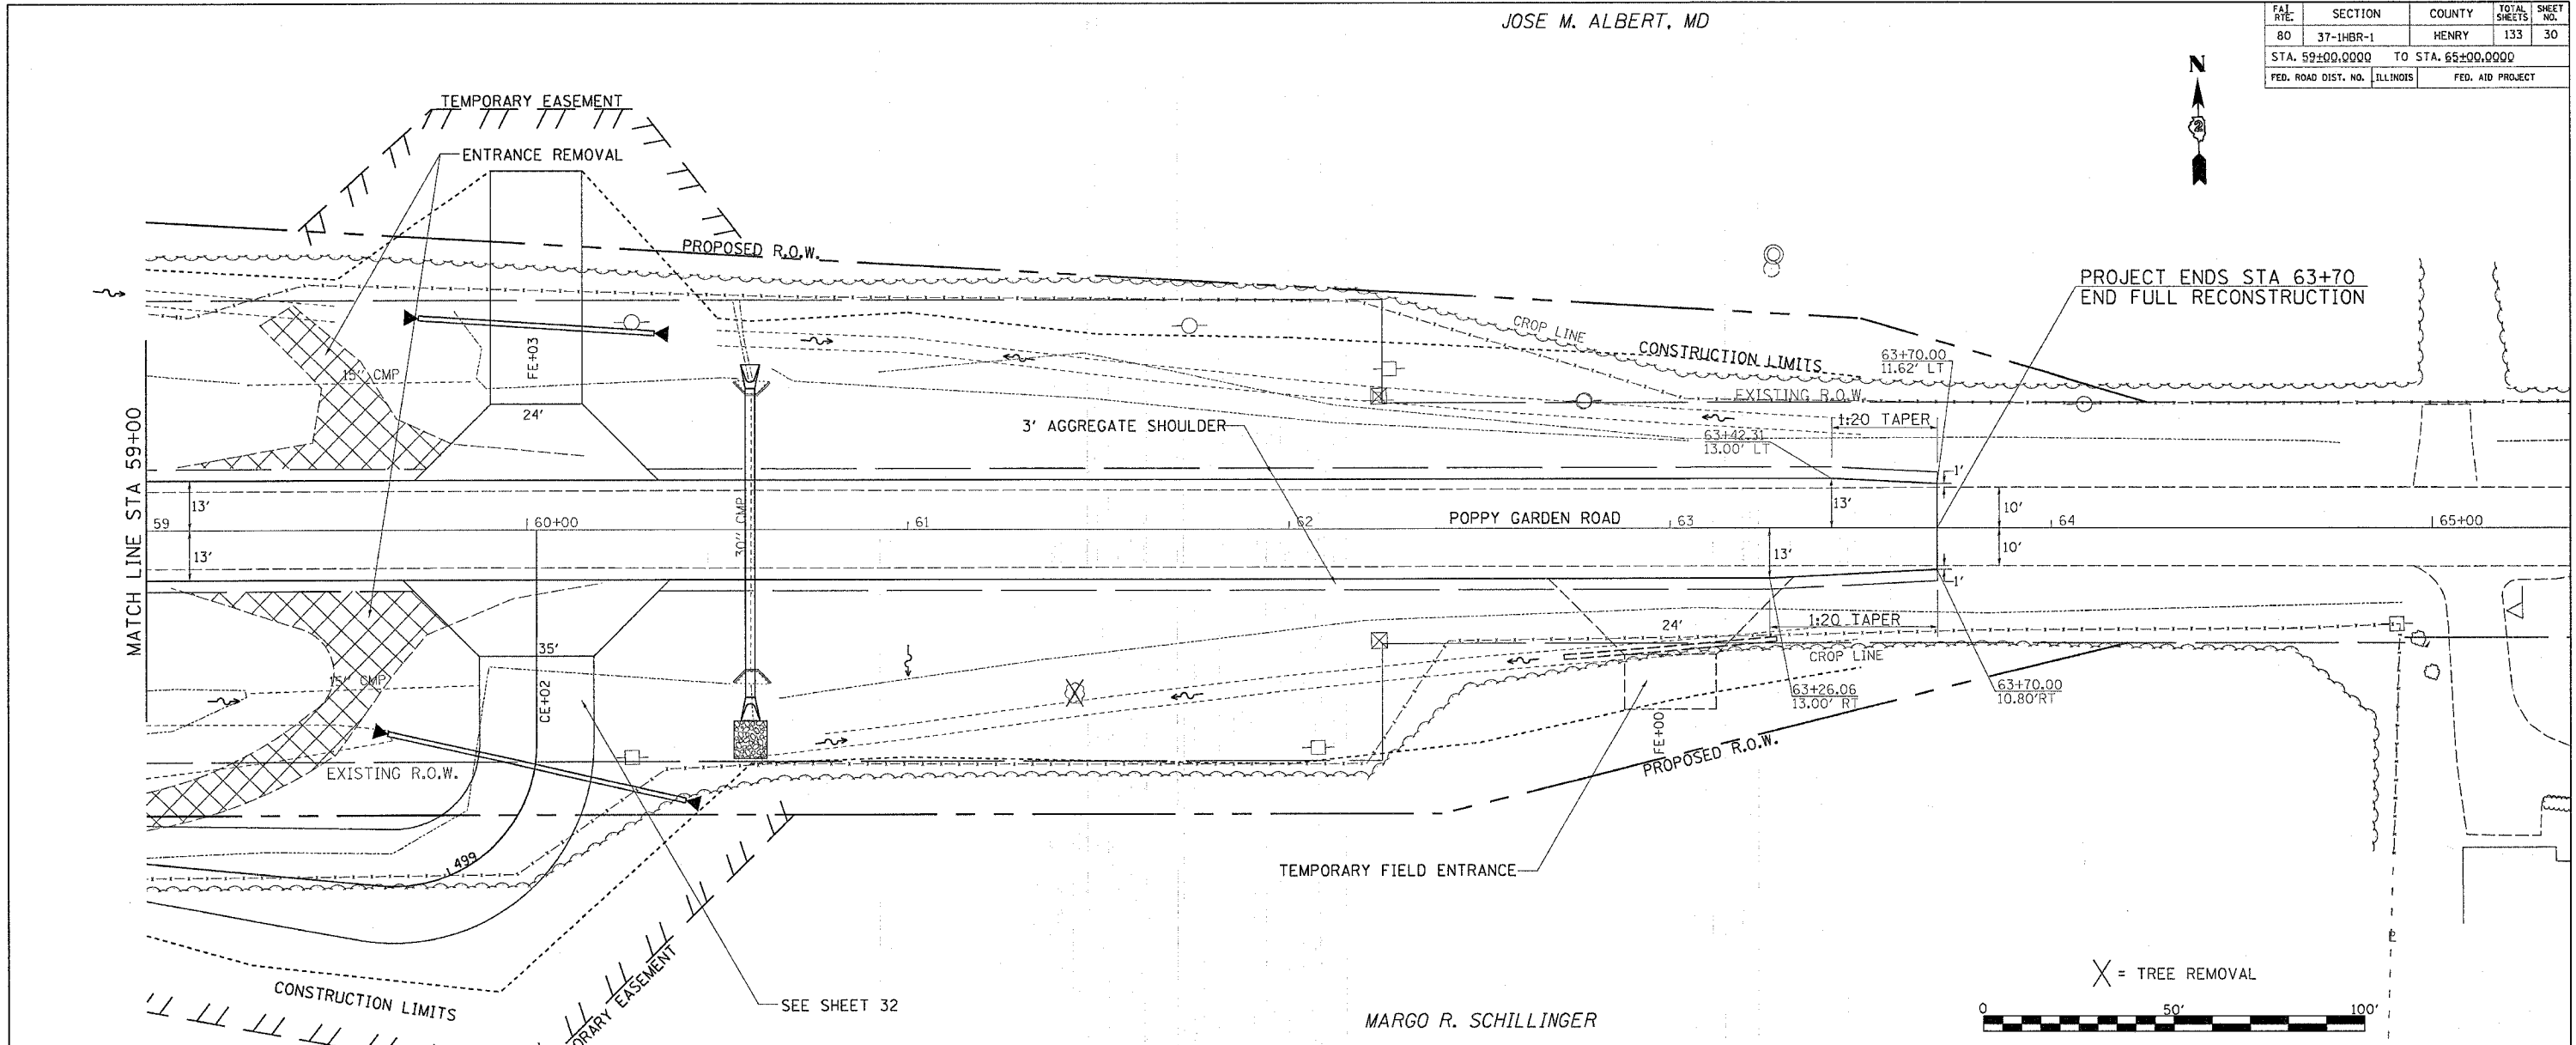 JOSE M. ALBERT, MD
F.A.I. RTE. SECTION COUNTY TOTAL SHEETS SHEET NO.
80 37-1HBR-1 HENRY 133 30
STA. 59+00.0000 TO STA. 65+00.0000
FED. ROAD DIST. NO. ILLINOIS FED. AID PROJECT
N
2
TEMPORARY EASEMENT
ENTRANCE REMOVAL
PROPOSED R.O.W.
PROJECT ENDS STA 63+70
END FULL RECONSTRUCTION
CROP LINE
CONSTRUCTION LIMITS
63+70.00
11.62' LT
FE+03
15" CMP
EXISTING R.O.W.
24'
3' AGGREGATE SHOULDER
1:20 TAPER
63+42.31
13.00' LT
1'
MATCH LINE STA 59+00
13'
13'
10'
59
60+00
61
62
POPPY GARDEN ROAD
63
64
65+00
30" CMP
13'
13'
10'
1'
24'
1:20 TAPER
35'
CROP LINE
15" CMP
CE+02
63+26.06
13.00' RT
63+70.00
10.80'RT
FE+00
EXISTING R.O.W.
PROPOSED R.O.W.
499
TEMPORARY FIELD ENTRANCE
P
X = TREE REMOVAL
CONSTRUCTION LIMITS
ORARY EASEMENT
SEE SHEET 32
MARGO R. SCHILLINGER
0 50' 100'